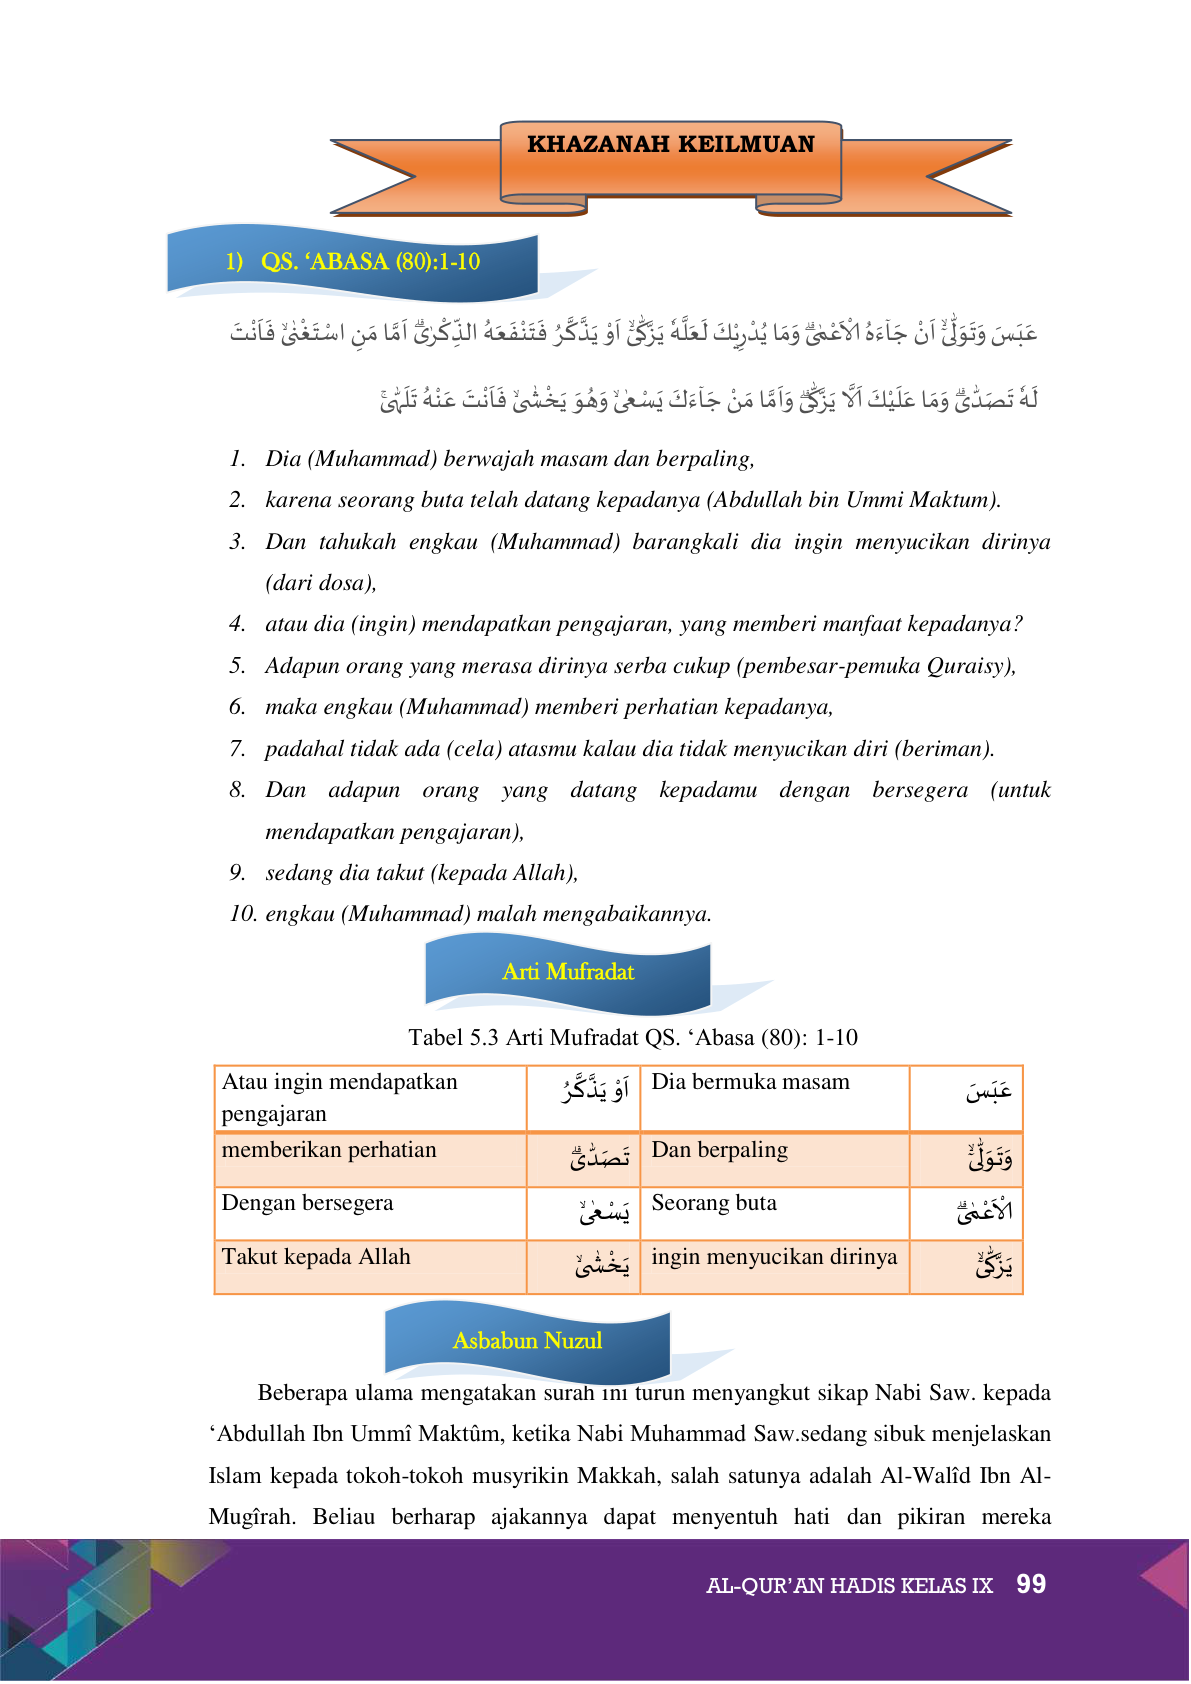 KHAZANAH KEILMUAN
1) QS. ‘ABASA (80):1-10
عَبَسَ وَتَوَلّٰىٓۙ اَنْ جَاۤءَهُ الْاَعْمٰىۗ وَمَا يُدْرِيْكَ لَعَلَّهٗ يَزَّكّٰىٓۙ اَوْ يَذَّكَّرُ فَتَنْفَعَهُ الذِّكْرٰىۗ اَمَّا مَنِ اسْتَغْنٰىۙ فَاَنْتَ
لَهٗ تَصَدّٰىۗ وَمَا عَلَيْكَ اَلَّا يَزَّكّٰىۗ وَاَمَّا مَنْ جَاۤءَكَ يَسْعٰىۙ وَهُوَ يَخْشٰىۙ فَاَنْتَ عَنْهُ تَلَهّٰىۚ
1. Dia (Muhammad) berwajah masam dan berpaling,
2. karena seorang buta telah datang kepadanya (Abdullah bin Ummi Maktum).
3. Dan tahukah engkau (Muhammad) barangkali dia ingin menyucikan dirinya
(dari dosa),
4. atau dia (ingin) mendapatkan pengajaran, yang memberi manfaat kepadanya?
5. Adapun orang yang merasa dirinya serba cukup (pembesar-pemuka Quraisy),
6. maka engkau (Muhammad) memberi perhatian kepadanya,
7. padahal tidak ada (cela) atasmu kalau dia tidak menyucikan diri (beriman).
8. Dan adapun orang yang datang kepadamu dengan bersegera (untuk
mendapatkan pengajaran),
9. sedang dia takut (kepada Allah),
10. engkau (Muhammad) malah mengabaikannya.
Arti Mufradat
Tabel 5.3 Arti Mufradat QS. ‘Abasa (80): 1-10
Atau ingin mendapatkan pengajaran اَوْ يَذَّكَّرُ Dia bermuka masam عَبَسَ
memberikan perhatian تَصَدّٰىۗ Dan berpaling وَتَوَلّٰىٓۙ
Dengan bersegera يَسْعٰىۙ Seorang buta الْاَعْمٰىۗ
Takut kepada Allah يَخْشٰىۙ ingin menyucikan dirinya يَزَّكّٰىٓۙ
Asbabun Nuzul
Beberapa ulama mengatakan surah ini turun menyangkut sikap Nabi Saw. kepada
‘Abdullah Ibn Ummî Maktûm, ketika Nabi Muhammad Saw.sedang sibuk menjelaskan
Islam kepada tokoh-tokoh musyrikin Makkah, salah satunya adalah Al-Walîd Ibn Al-
Mugîrah. Beliau berharap ajakannya dapat menyentuh hati dan pikiran mereka
AL-QUR’AN HADIS KELAS IX 99